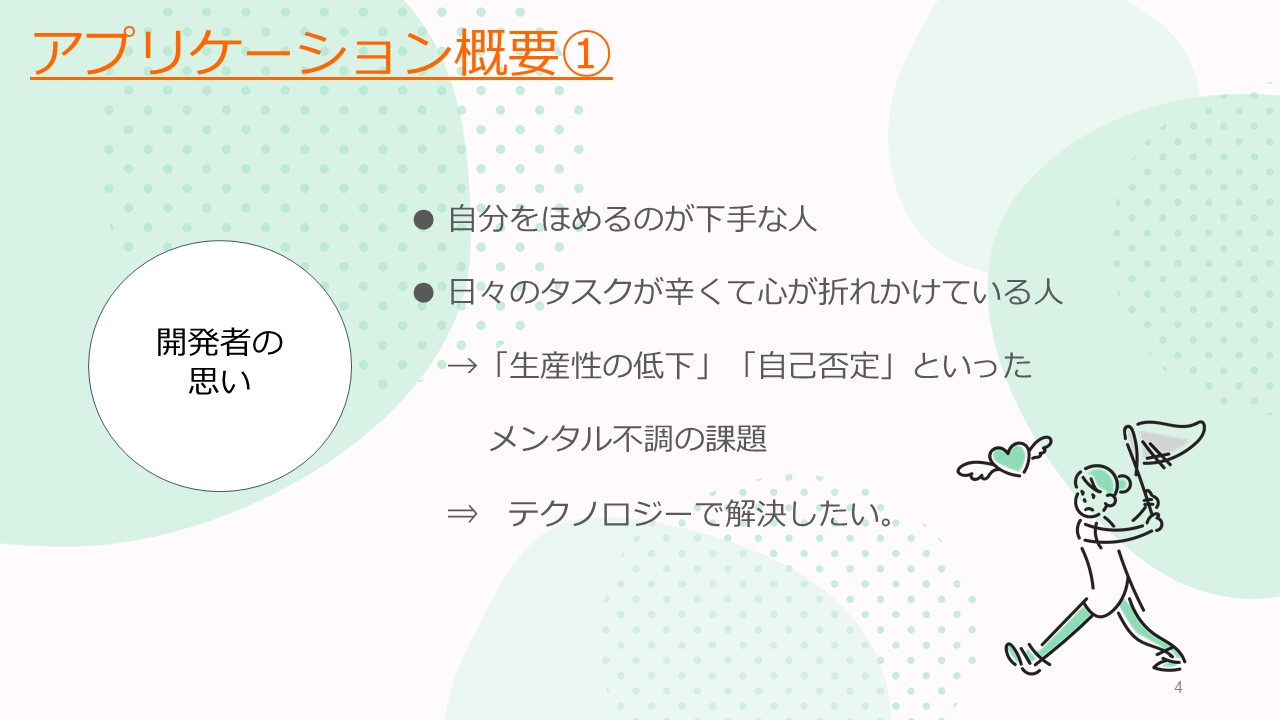 アプリケーション概要①
開発者の
思い
● 自分をほめるのが下手な人
● 日々のタスクが辛くて心が折れかけている人
→「生産性の低下」「自己否定」といった
メンタル不調の課題
⇒　テクノロジーで解決したい。
4